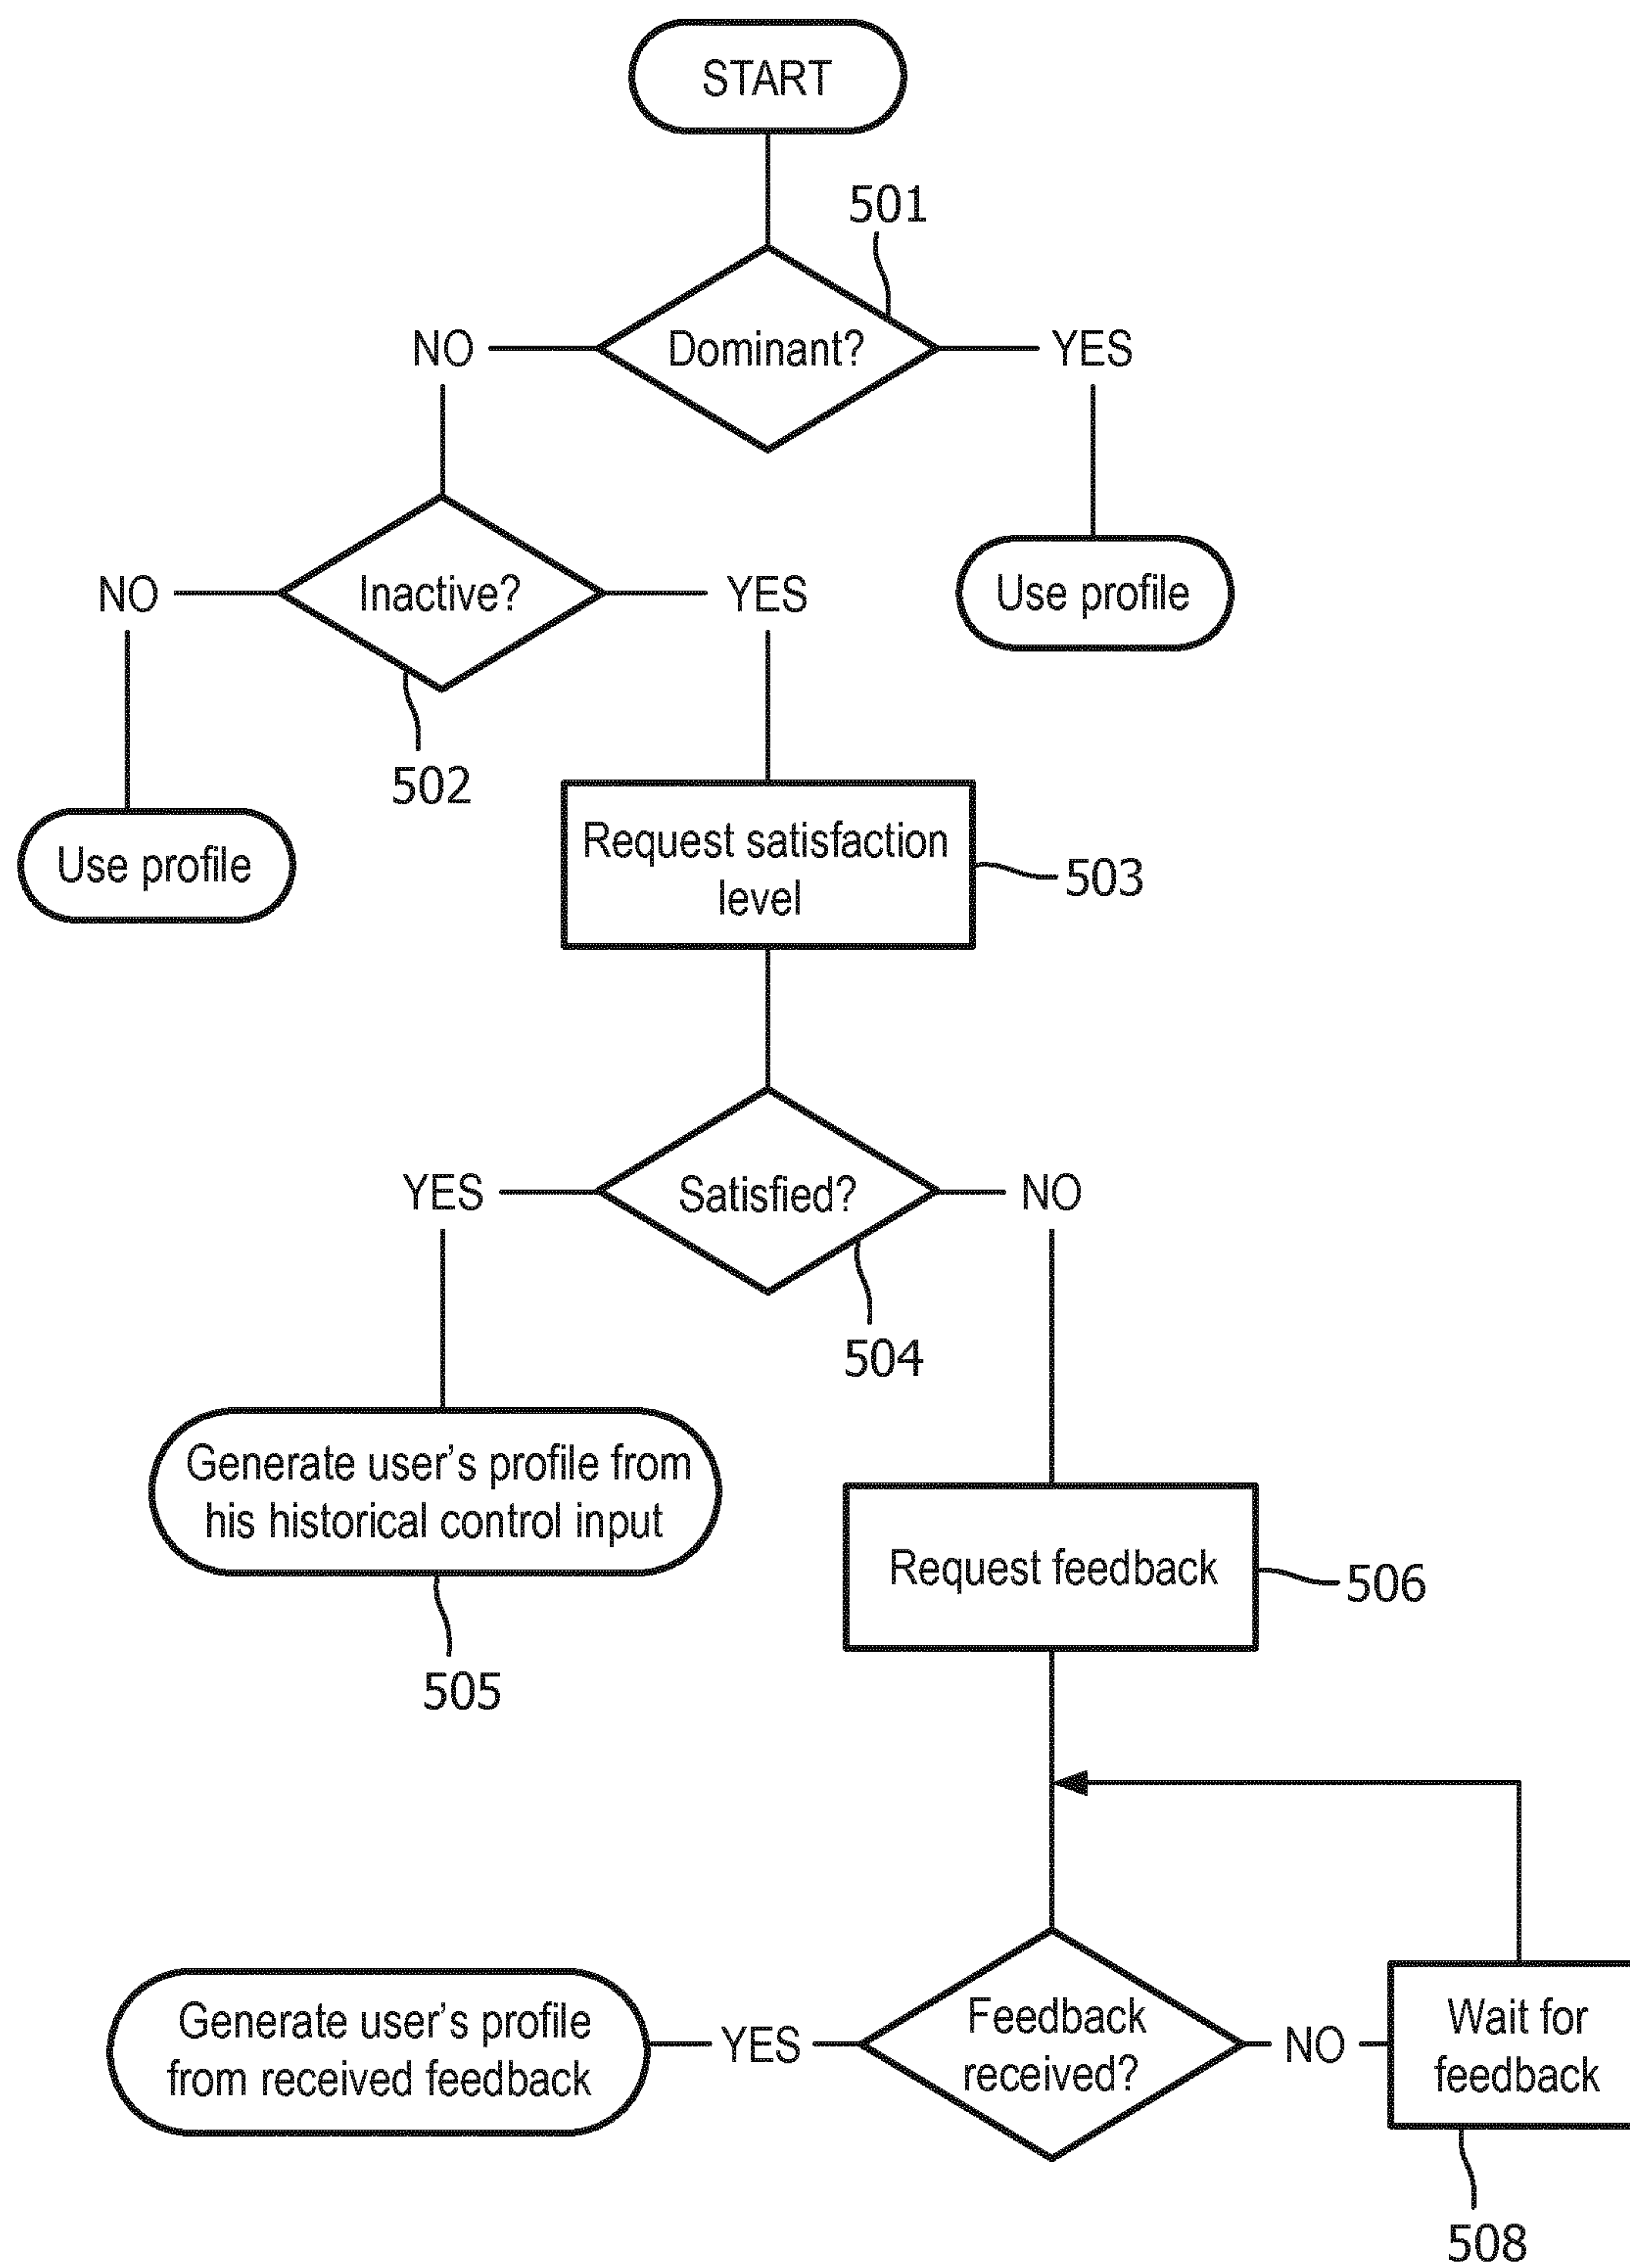 START
501
NO
Dominant?
YES
NO
Inactive?
YES
Use profile
502
Use profile
Request satisfaction
level
503
YES
Satisfied?
NO
504
Generate user's profile from
his historical control input
505
Request feedback
506
Generate user's profile
from received feedback
YES
Feedback
received?
NO
Wait for
feedback
508